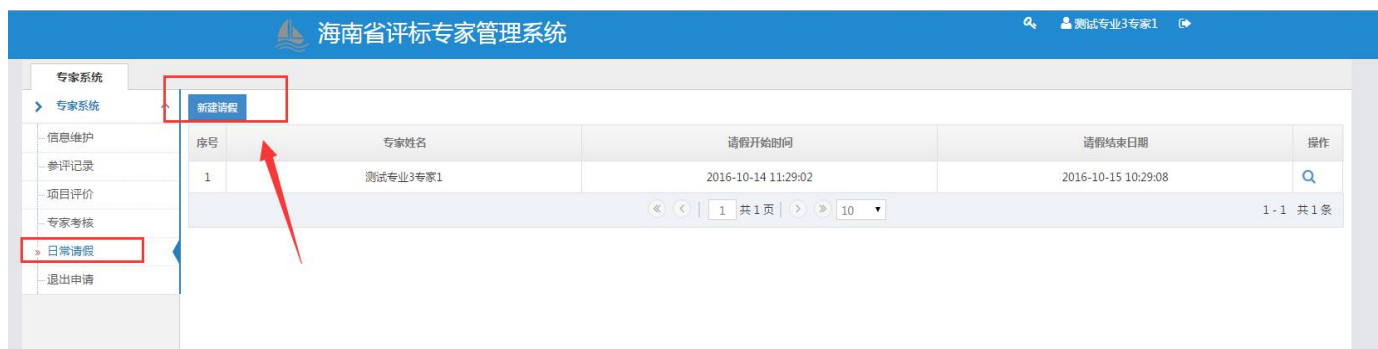 海南省评标专家管理系统
测试专业3专家1
专家系统
专家系统
新建请假
信息维护
参评记录
项目评价
专家考核
日常请假
退出申请
序号 专家姓名 请假开始时间 请假结束日期 操作
1 测试专业3专家1 2016-10-14 11:29:02 2016-10-15 10:29:08
1 共1页 10 1 - 1 共1条